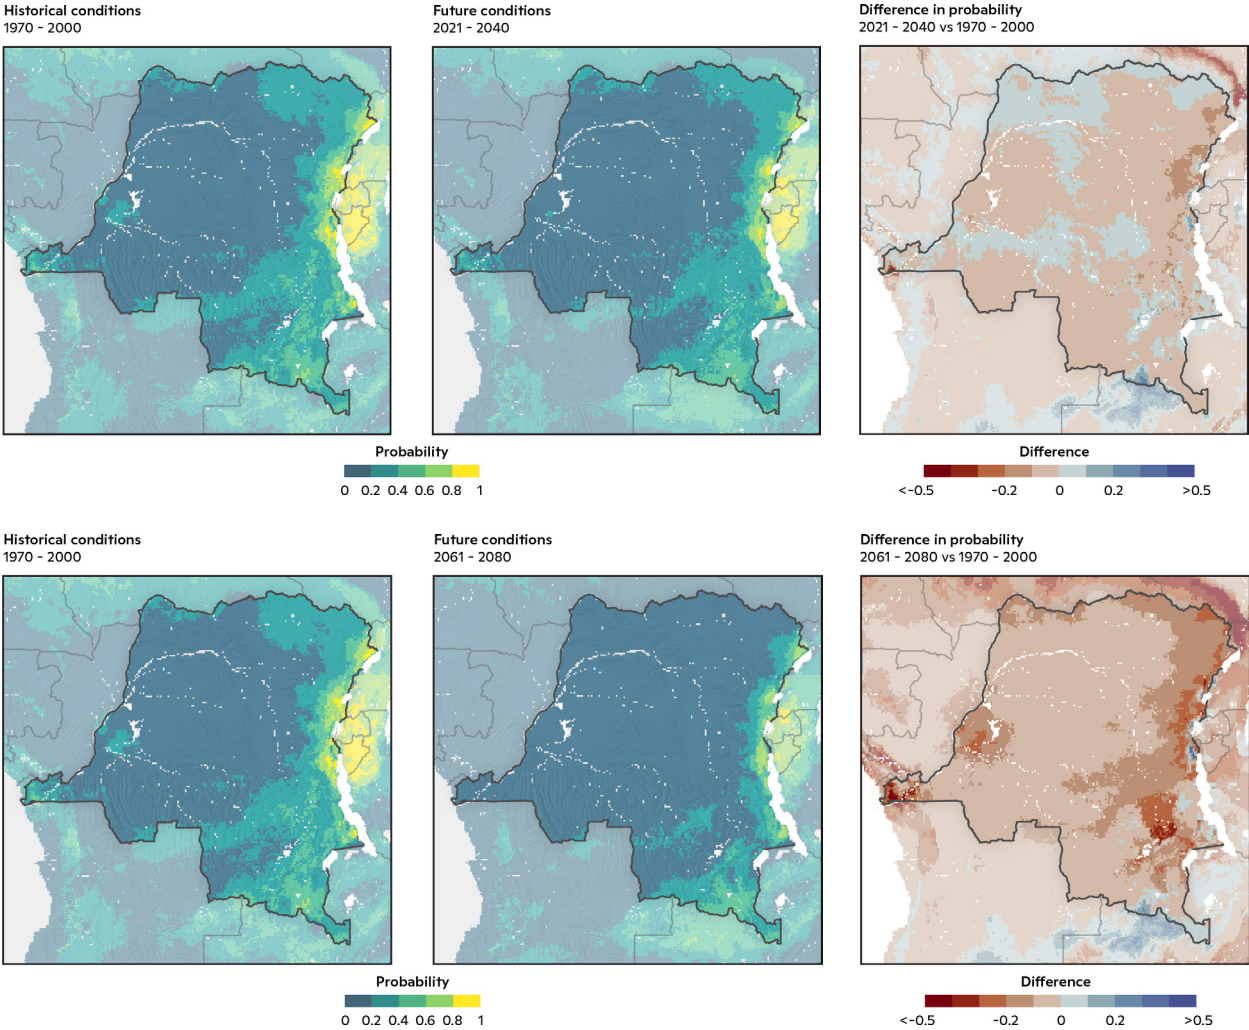 Historical conditions
1970 - 2000
Future conditions
2021 - 2040
Difference in probability
2021 - 2040 vs 1970 - 2000
Probability
0 0.2 0.4 0.6 0.8 1
Difference
<-0.5 -0.2 0 0.2 >0.5
Historical conditions
1970 - 2000
Future conditions
2061 - 2080
Difference in probability
2061 - 2080 vs 1970 - 2000
Probability
0 0.2 0.4 0.6 0.8 1
Difference
<-0.5 -0.2 0 0.2 >0.5